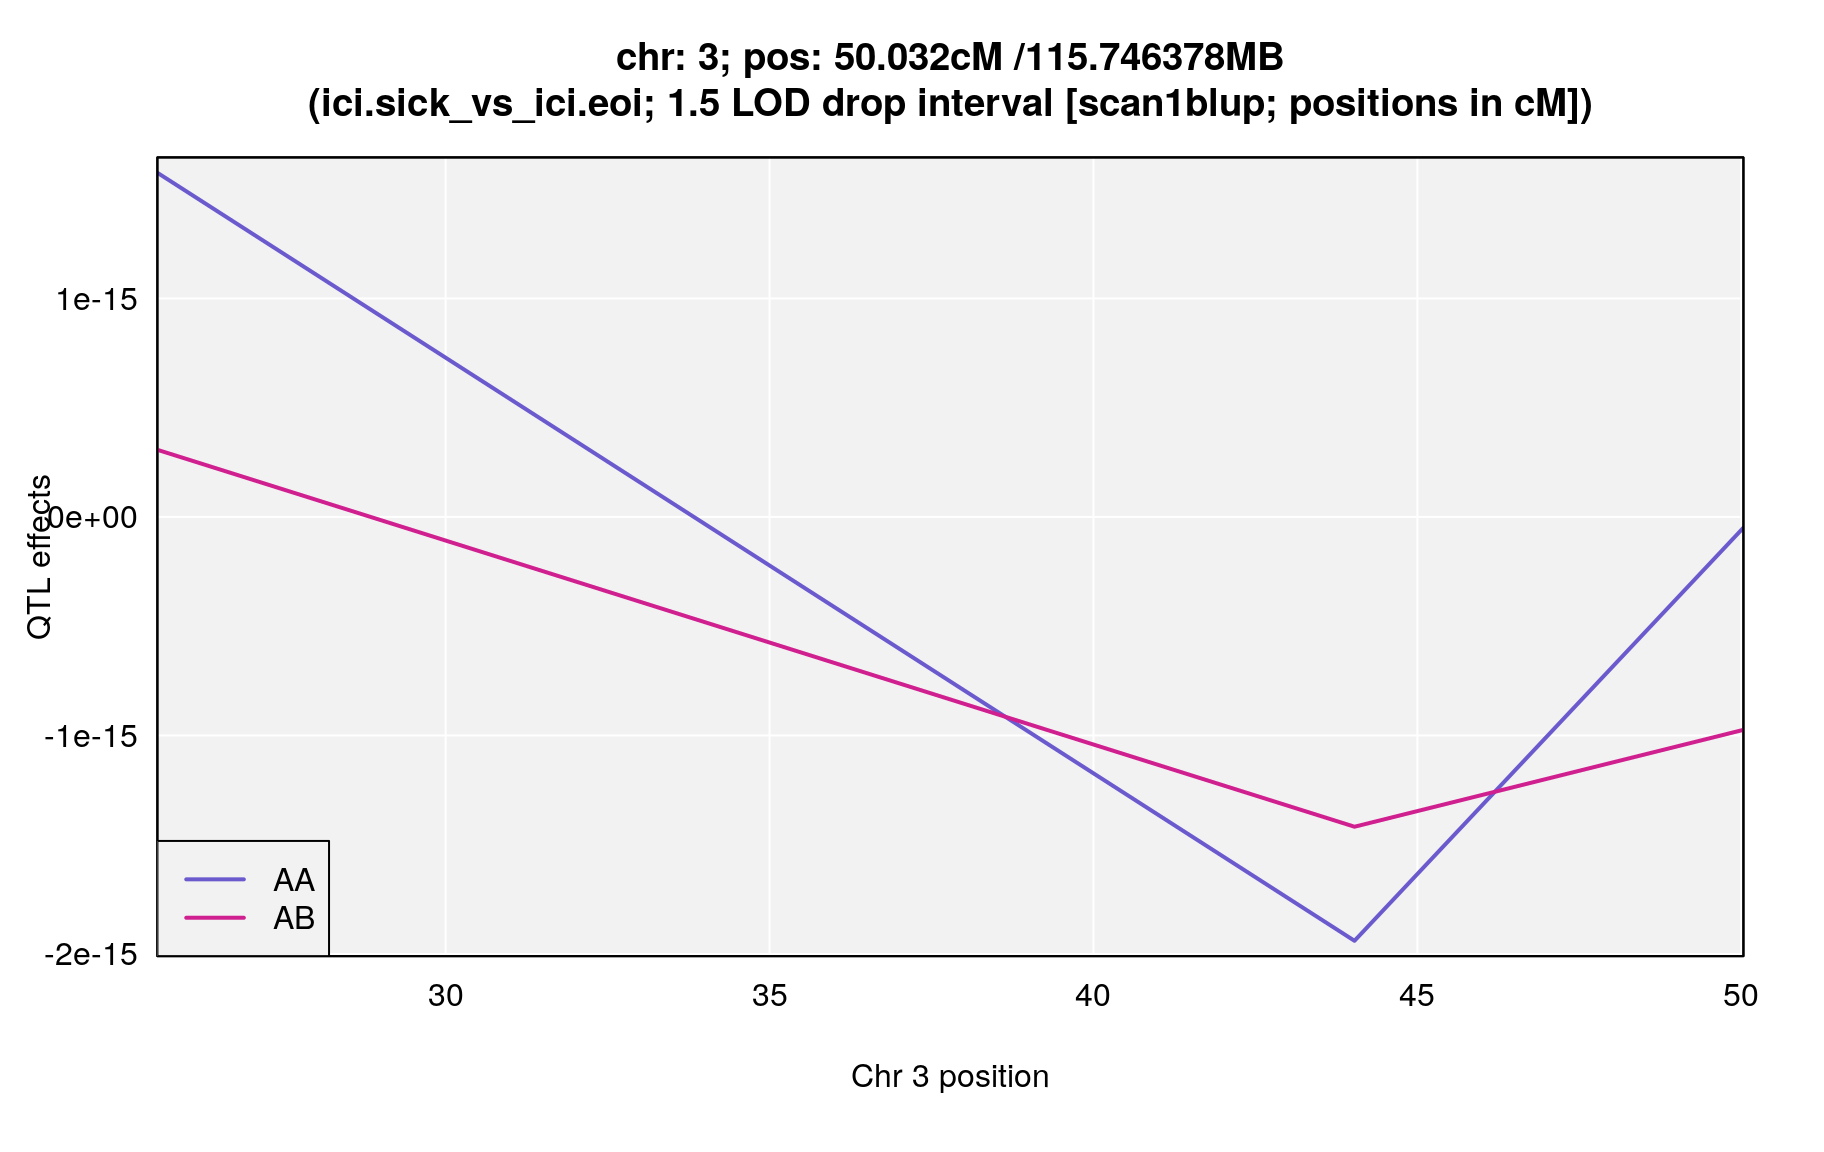 chr: 3; pos: 50.032cM /115.746378MB
(ici.sick_vs_ici.eoi; 1.5 LOD drop interval [scan1blup; positions in cM])
QTL effects
1e-15
0e+00
-1e-15
-2e-15
AA
AB
30 35 40 45 50
Chr 3 position